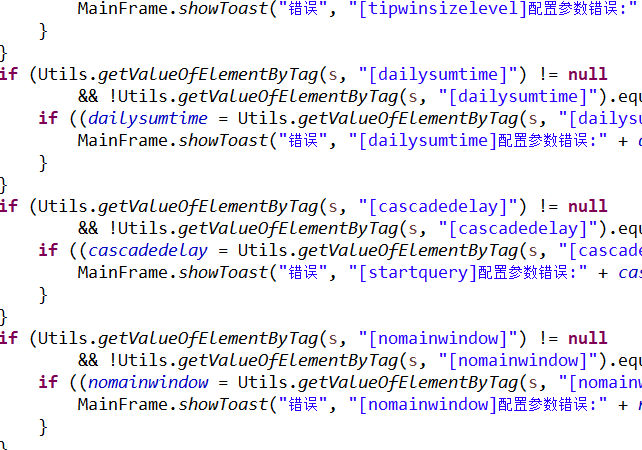 MainFrame.showToast("错误", "[tipwinsizelevel]配置参数错误:"
}
}
if (Utils.getValueOfElementByTag(s, "[dailysumtime]") != null
&& !Utils.getValueOfElementByTag(s, "[dailysumtime]").equ
if ((dailysumtime = Utils.getValueOfElementByTag(s, "[dailysu
MainFrame.showToast("错误", "[dailysumtime]配置参数错误:" + d
}
}
if (Utils.getValueOfElementByTag(s, "[cascadedelay]") != null
&& !Utils.getValueOfElementByTag(s, "[cascadedelay]").equ
if ((cascadedelay = Utils.getValueOfElementByTag(s, "[cascade
MainFrame.showToast("错误", "[startquery]配置参数错误:" + cas
}
}
if (Utils.getValueOfElementByTag(s, "[nomainwindow]") != null
&& !Utils.getValueOfElementByTag(s, "[nomainwindow]").equ
if ((nomainwindow = Utils.getValueOfElementByTag(s, "[nomainw
MainFrame.showToast("错误", "[nomainwindow]配置参数错误:" + n
}
}